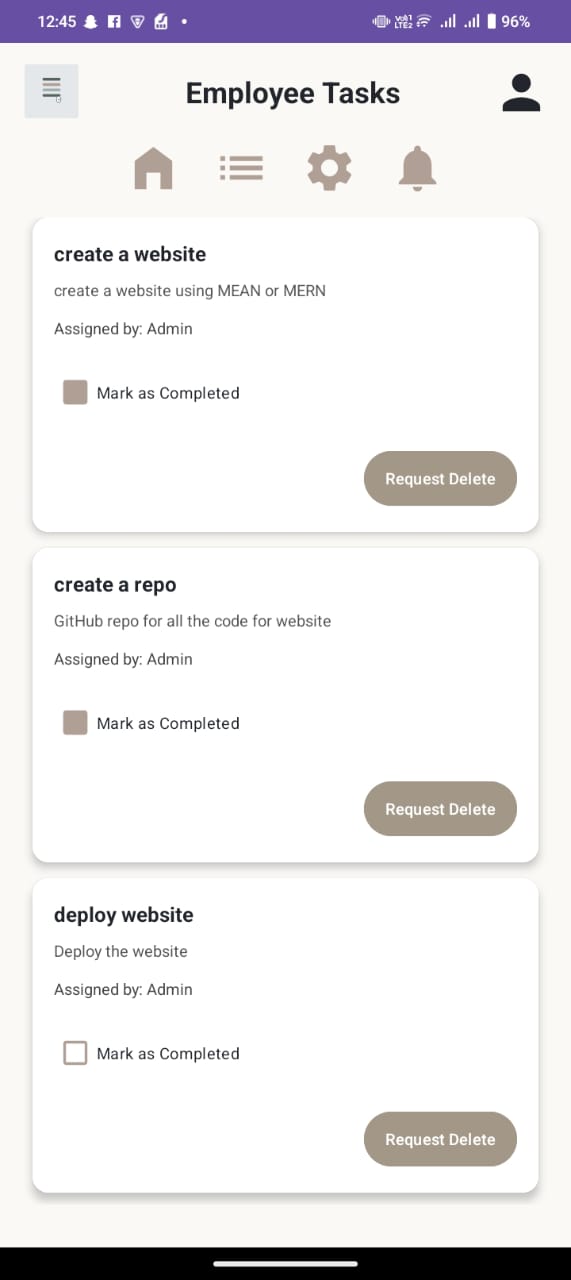 12:45
VoLTE1
LTE2
96%
Employee Tasks
create a website
create a website using MEAN or MERN
Assigned by: Admin
Mark as Completed
Request Delete
create a repo
GitHub repo for all the code for website
Assigned by: Admin
Mark as Completed
Request Delete
deploy website
Deploy the website
Assigned by: Admin
Mark as Completed
Request Delete